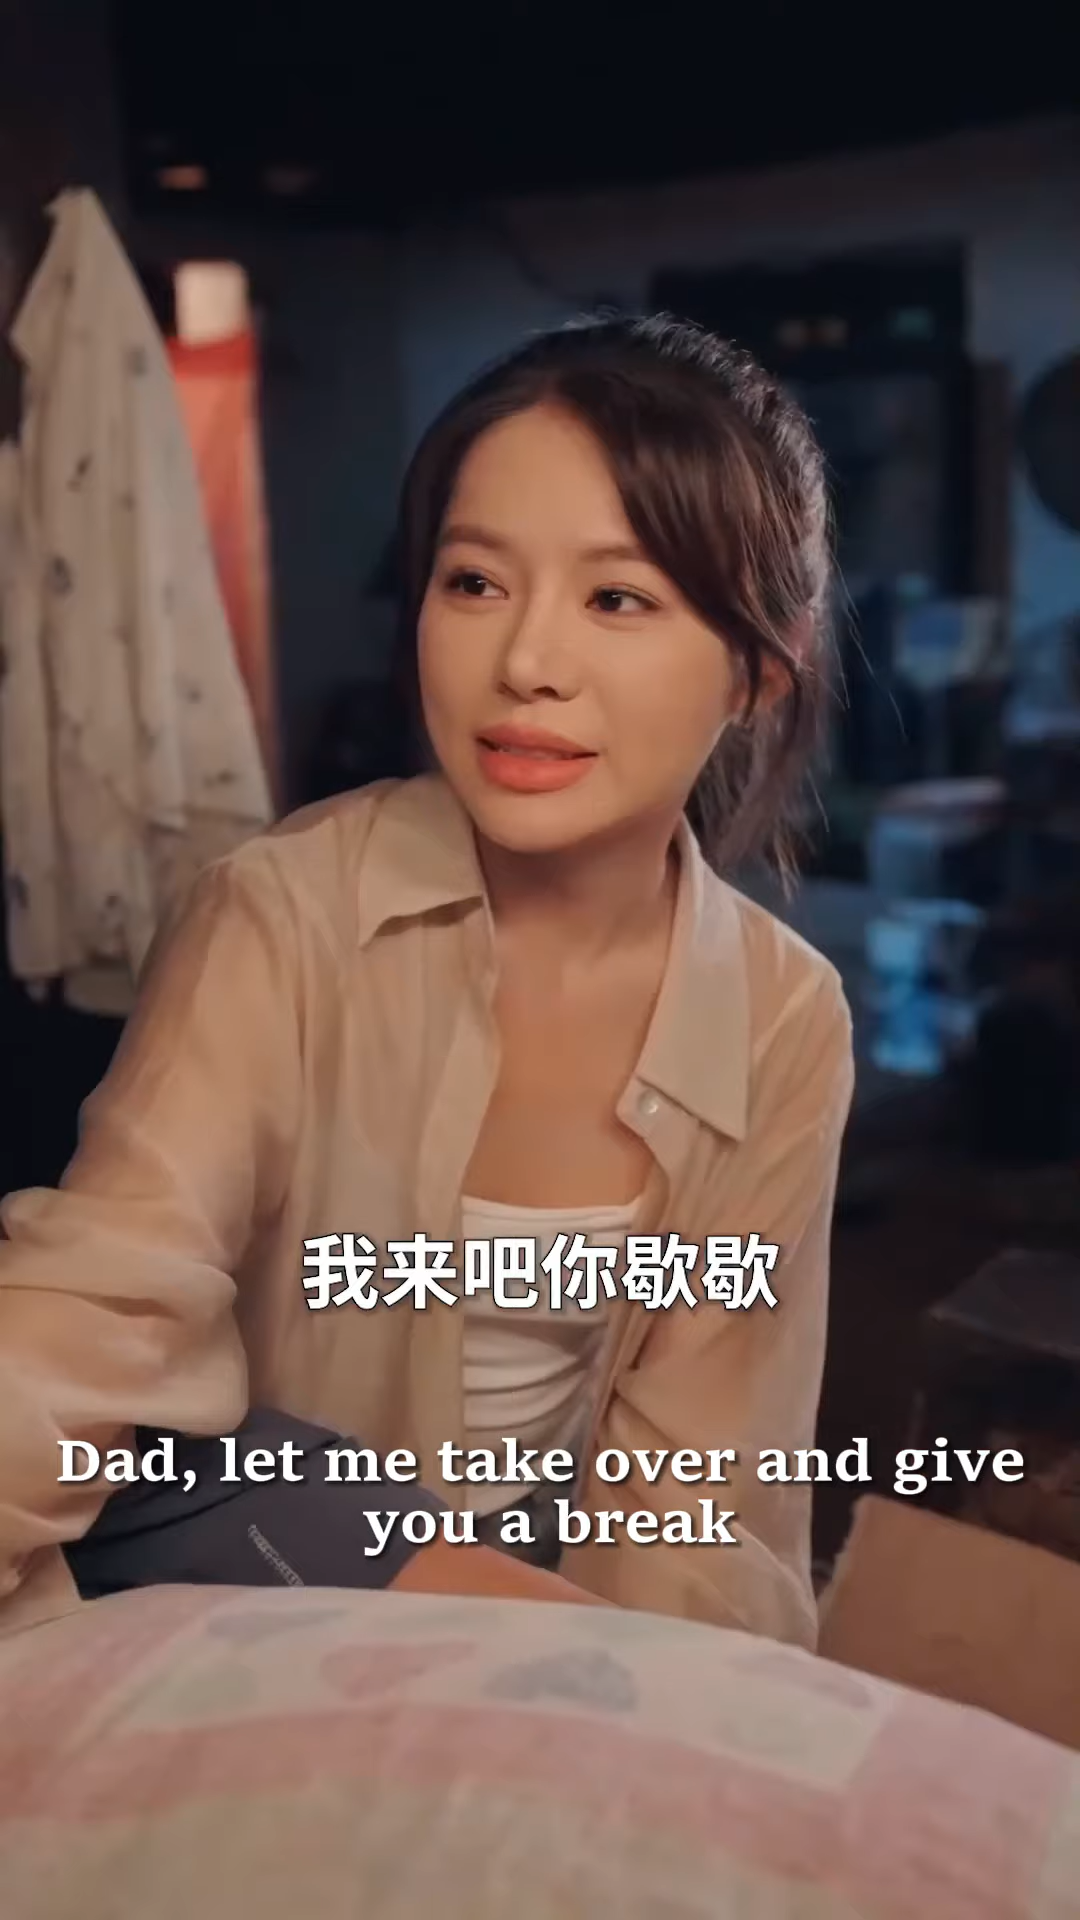 我来吧你歇歇
Dad, let me take over and give
you a break